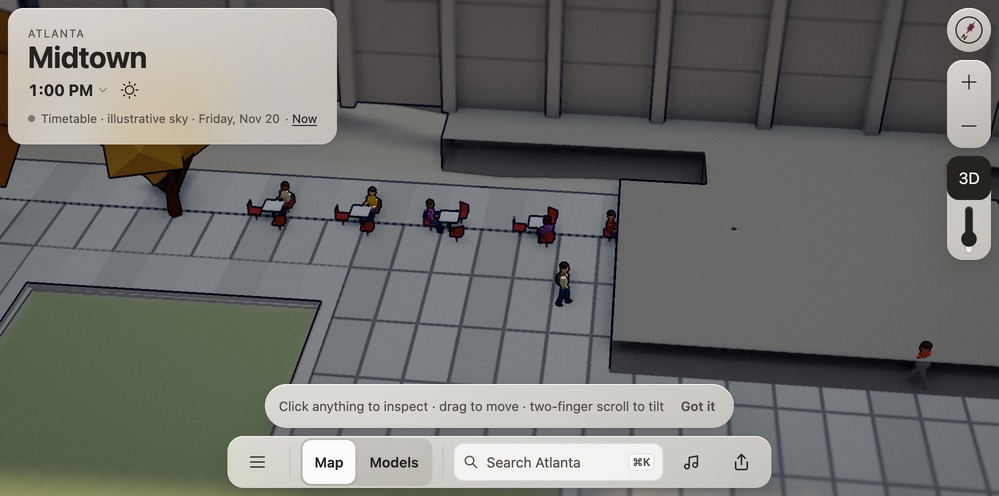 ATLANTA
Midtown
1:00 PM
Timetable · illustrative sky · Friday, Nov 20 · Now
N
3D
Click anything to inspect · drag to move · two-finger scroll to tilt Got it
Map Models Search Atlanta ⌘K